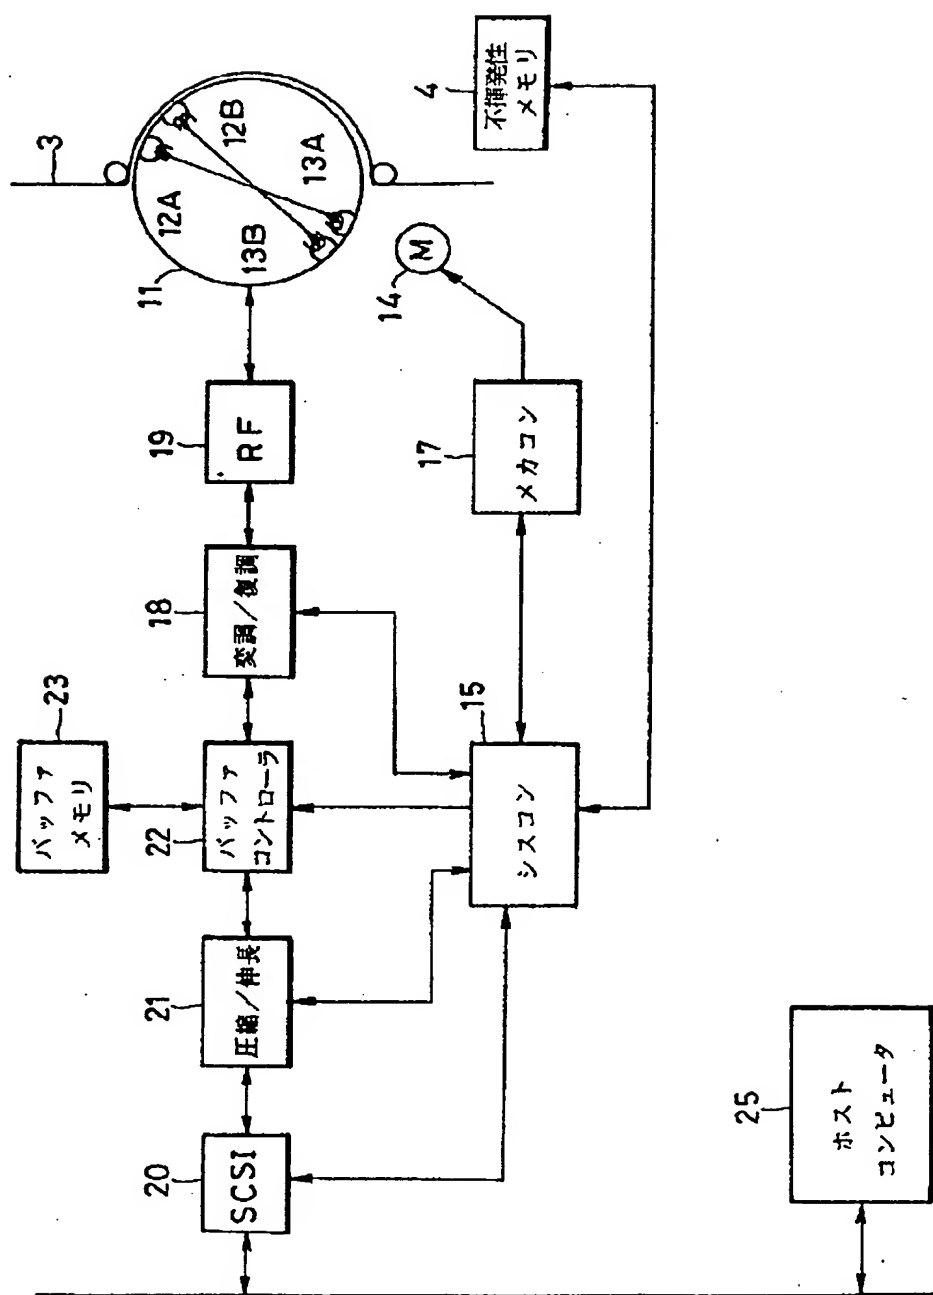 3
11
12A
12B
13B
13A
4
不揮発性
メモリ
14
M
19
RF
17
メカコン
18
変調/復調
23
バッファ
メモリ
22
バッファ
コントローラ
15
シスコン
21
圧縮/伸長
20
SCSI
25
ホスト
コンピュータ